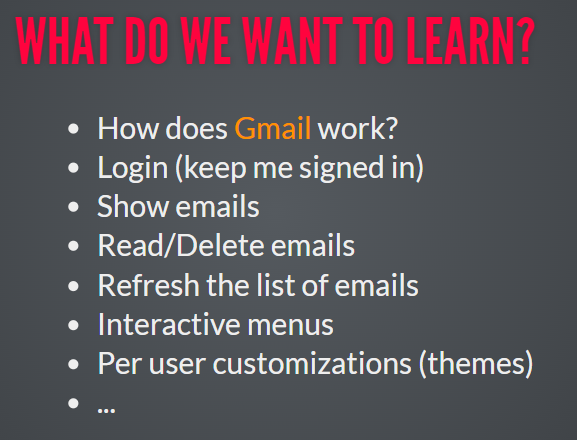 WHAT DO WE WANT TO LEARN?
• How does Gmail work?
• Login (keep me signed in)
• Show emails
• Read/Delete emails
• Refresh the list of emails
• Interactive menus
• Per user customizations (themes)
• ...